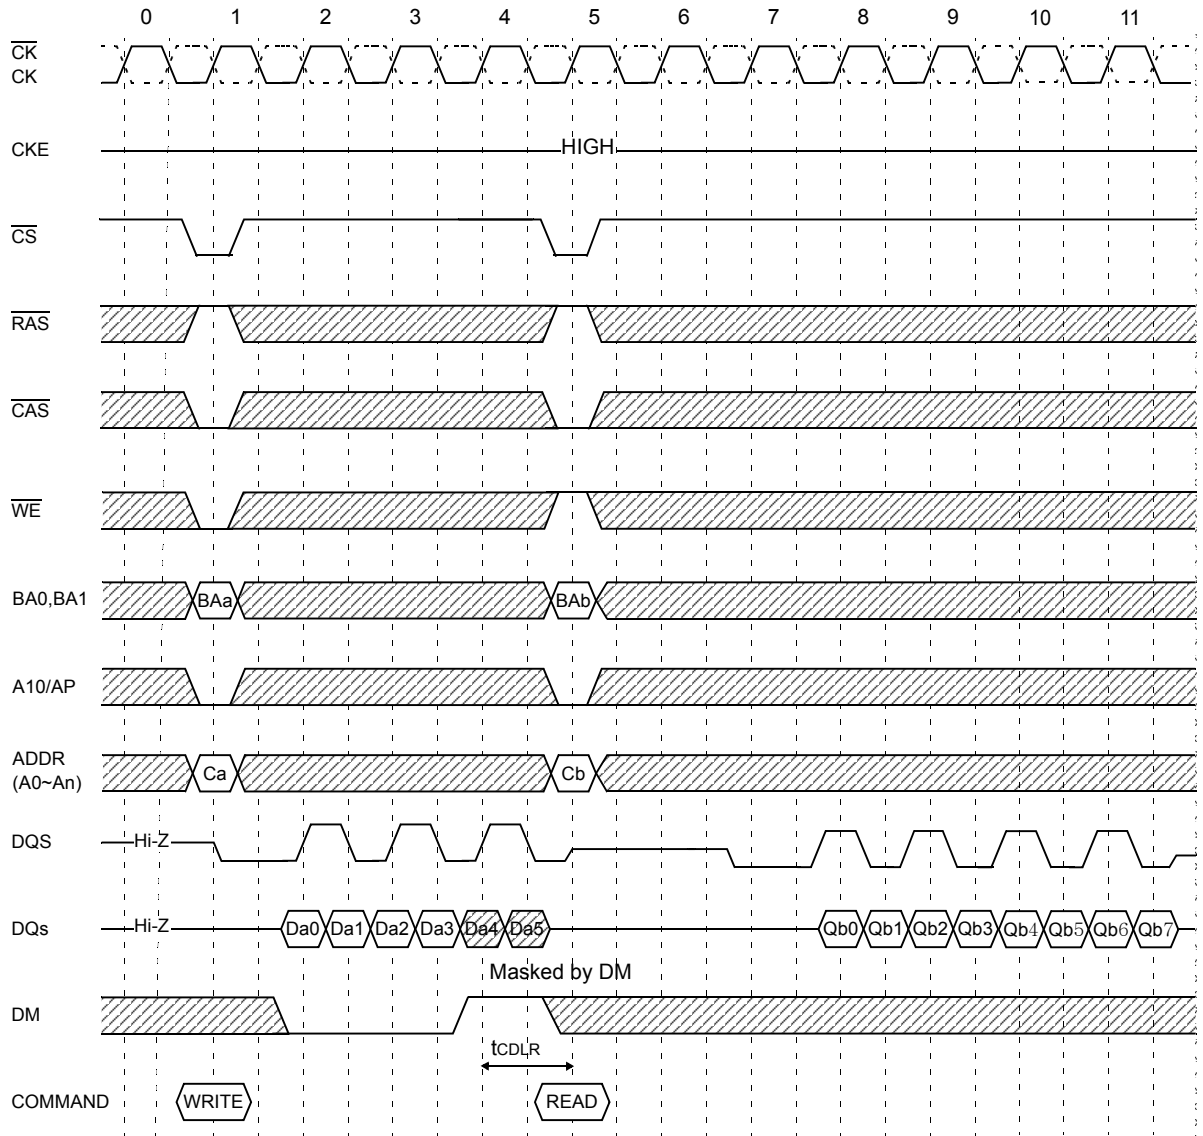 0 1 2 3 4 5 6 7 8 9 10 11
CK
CK
CKE HIGH
CS
RAS
CAS
WE
BA0,BA1 BAa BAb
A10/AP
ADDR
(A0~An) Ca Cb
DQS Hi-Z
DQs Hi-Z Da0 Da1 Da2 Da3 Da4 Da5 Qb0 Qb1 Qb2 Qb3 Qb4 Qb5 Qb6 Qb7
Masked by DM
DM
tCDLR
COMMAND WRITE READ